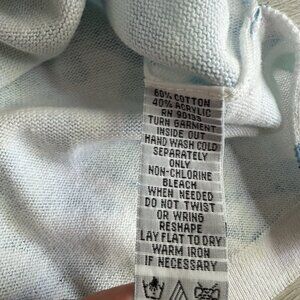 60% COTTON
40% ACRYLIC
RN 90133
TURN GARMENT
INSIDE OUT
HAND WASH COLD
SEPARATELY
ONLY
NON-CHLORINE
BLEACH
WHEN NEEDED
DO NOT TWIST
OR WRING
RESHAPE
LAY FLAT TO DRY
WARM IRON
IF NECESSARY